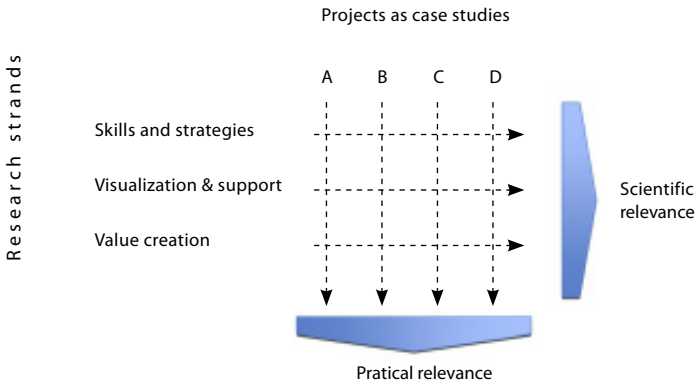 Projects as case studies
A B C D
Research strands
Skills and strategies
Visualization & support
Value creation
Scientific
relevance
Pratical relevance